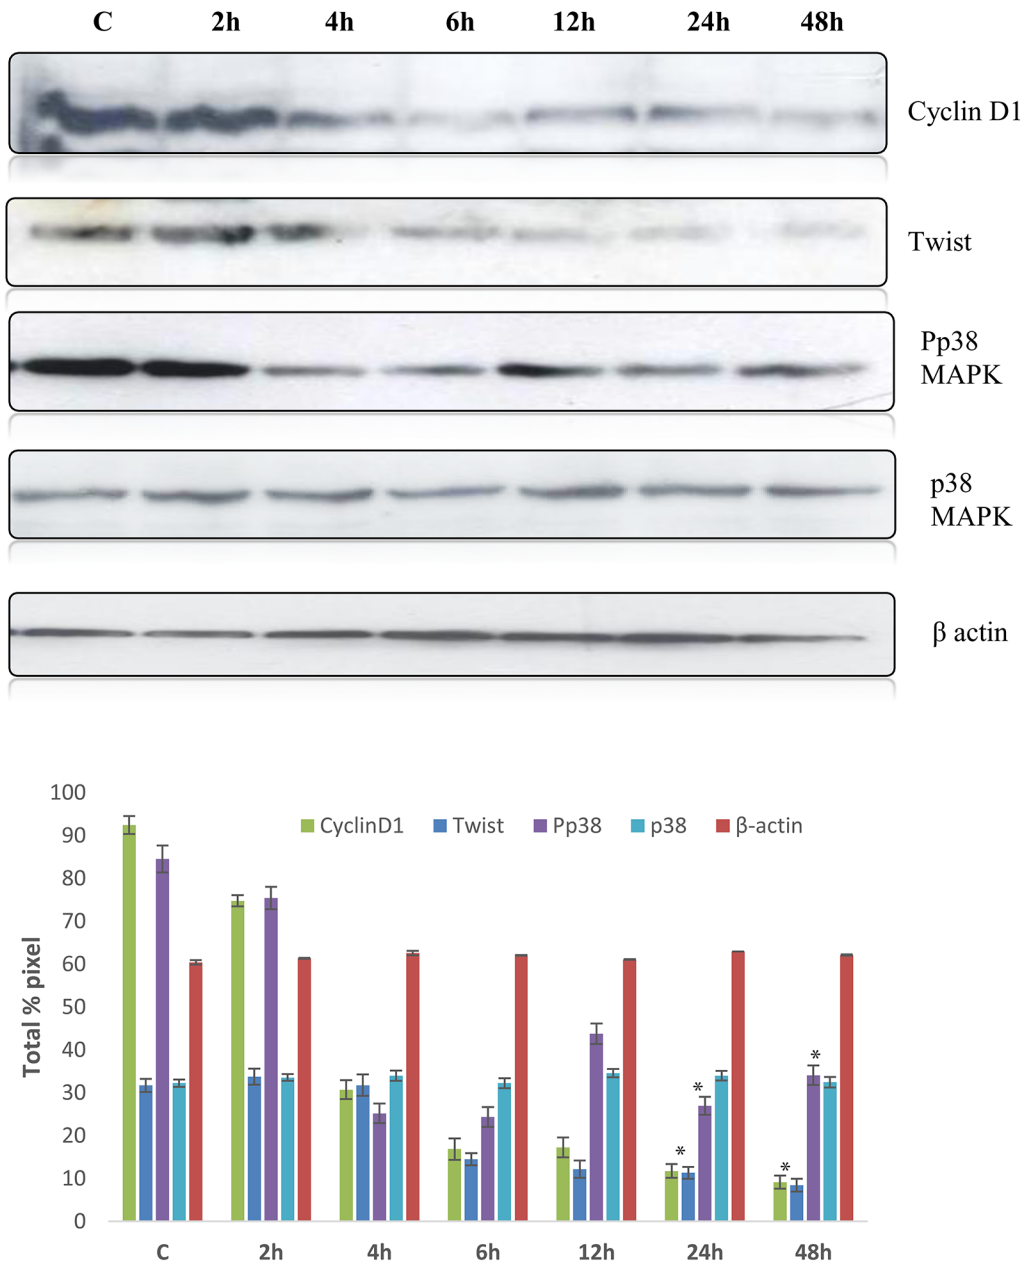 C 2h 4h 6h 12h 24h 48h
Cyclin D1
Twist
Pp38
MAPK
p38
MAPK
β actin
100
90
80
70
60
50
40
30
20
10
0
Total % pixel
CyclinD1 Twist Pp38 p38 β-actin
*
*
*
*
C 2h 4h 6h 12h 24h 48h